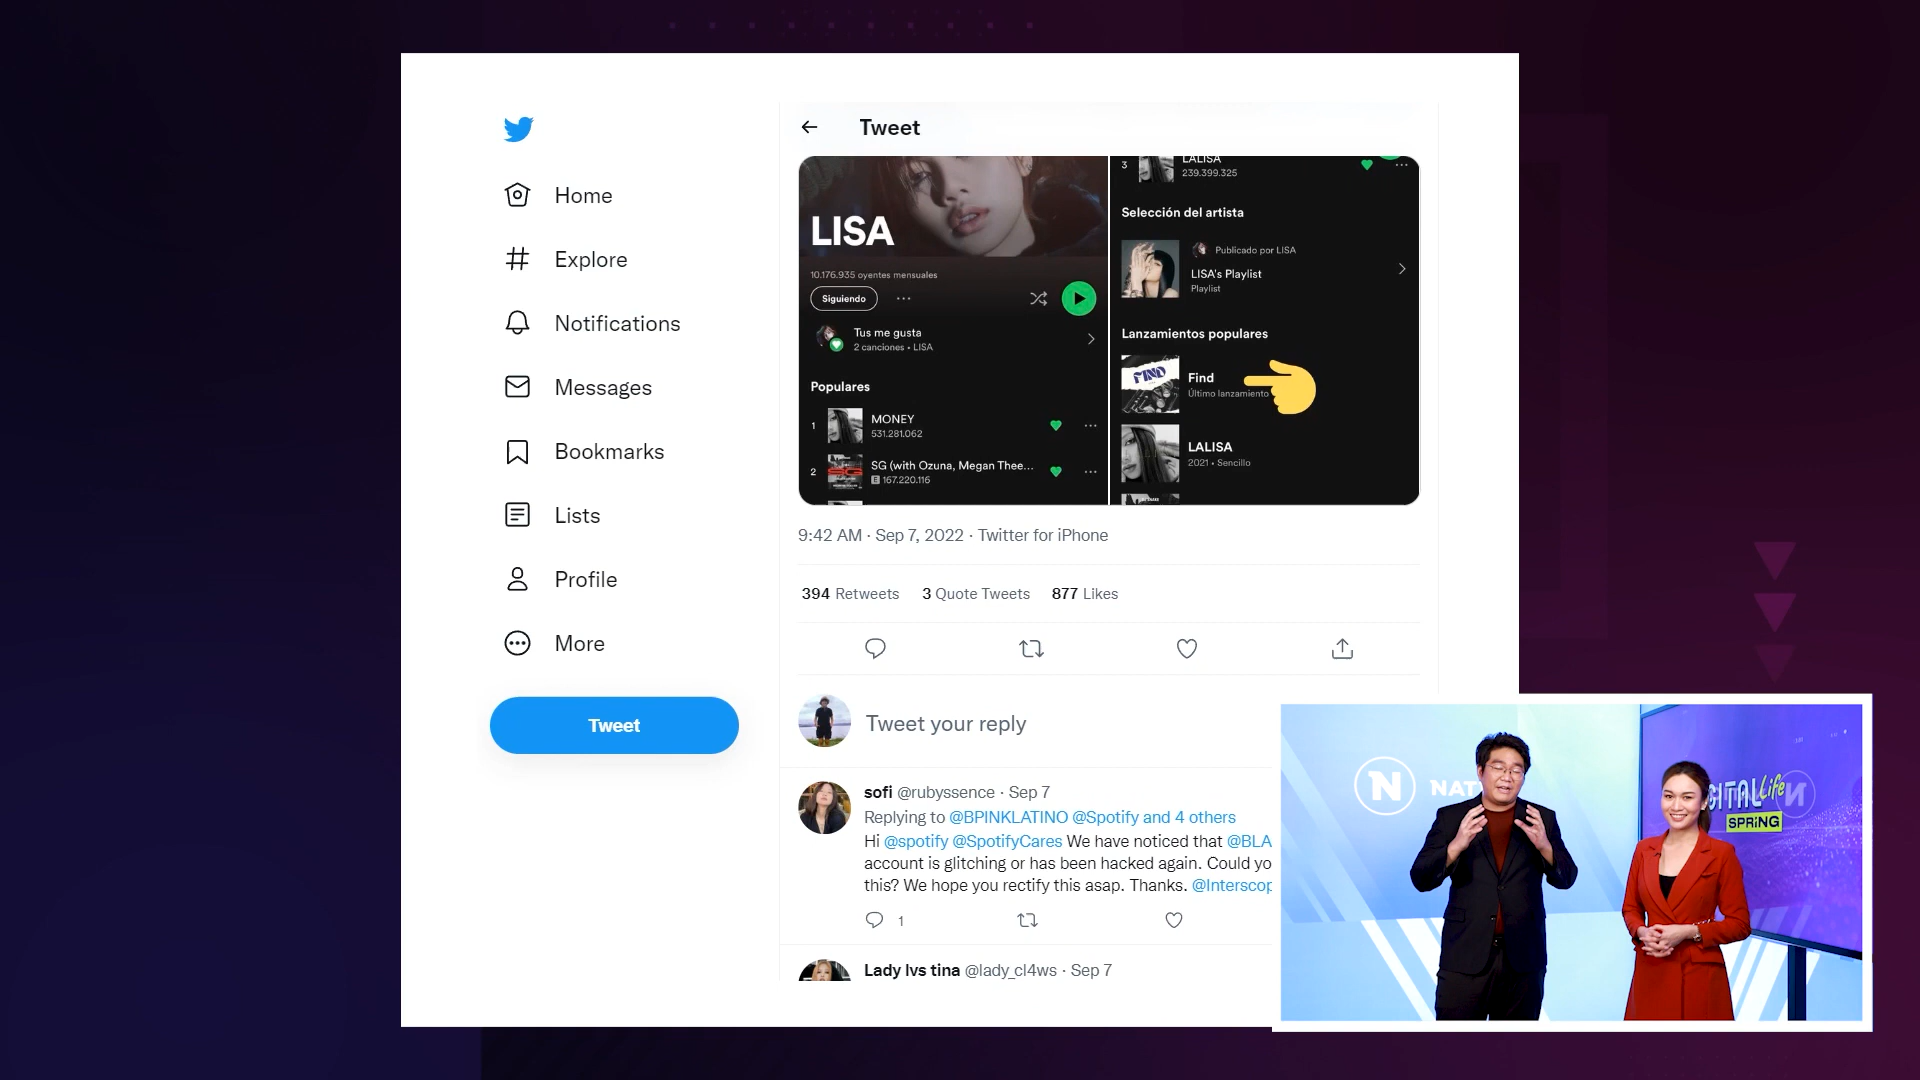 Home
Explore
Notifications
Messages
Bookmarks
Lists
Profile
More
Tweet
Tweet
LISA
10.176.935 oyentes mensuales
Siguiendo
Tus me gusta
2 canciones • LISA
Populares
1
MONEY
531.281.062
2
SG (with Ozuna, Megan Thee...
E 167.220.116
3
LALISA
239.399.325
Selección del artista
Publicado por LISA
LISA's Playlist
Playlist
Lanzamientos populares
FIND
Find
Último lanzamiento
LALISA
2021 • Sencillo
9:42 AM · Sep 7, 2022 · Twitter for iPhone
394 Retweets 3 Quote Tweets 877 Likes
Tweet your reply
sofi @rubyssence · Sep 7
Replying to @BPINKLATINO @Spotify and 4 others
Hi @spotify @SpotifyCares We have noticed that @BLA
account is glitching or has been hacked again. Could yo
this? We hope you rectify this asap. Thanks. @Interscop
1
Lady lvs tina @lady_cl4ws · Sep 7
N NAT
GITAL Life
SPRiNG
N